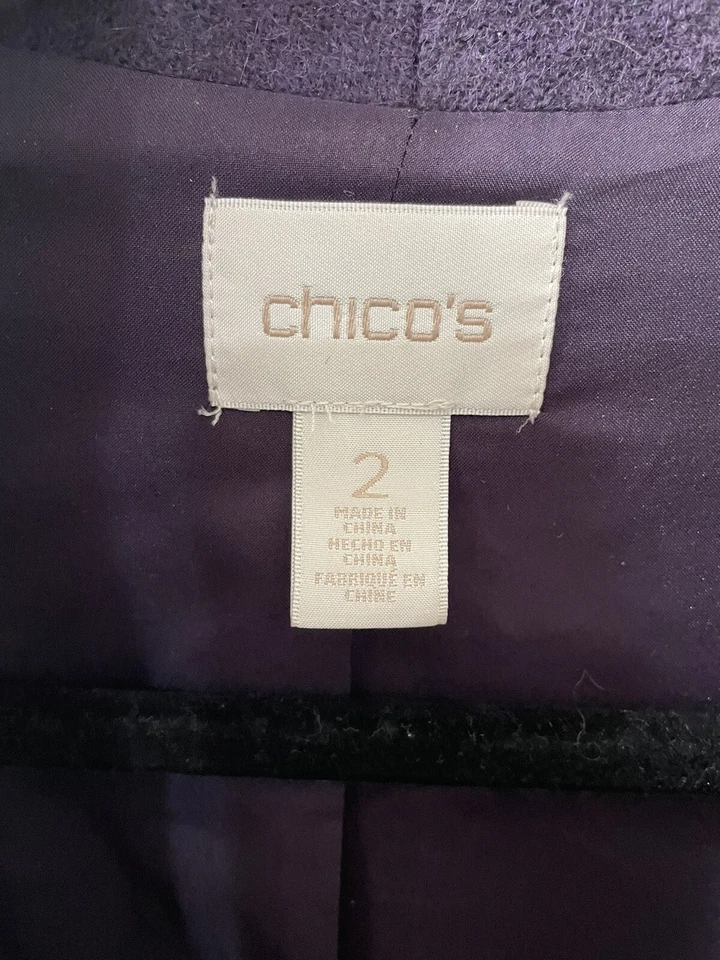 chico's
2
MADE IN
CHINA
HECHO EN
CHINA
FABRIQUÉ EN
CHINE